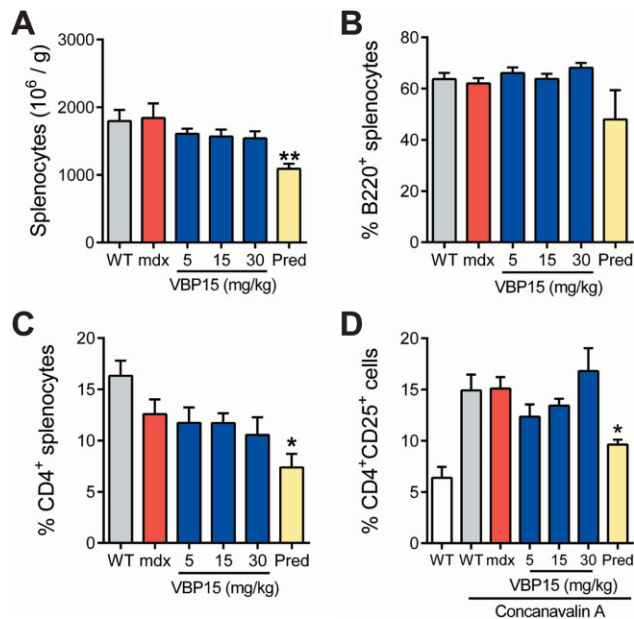 A
Splenocytes (10⁶ / g)
3000
2000
1000
0
**
WT mdx 5 15 30 Pred
VBP15 (mg/kg)
B
% B220⁺ splenocytes
80
60
40
20
0
WT mdx 5 15 30 Pred
VBP15 (mg/kg)
C
% CD4⁺ splenocytes
20
15
10
5
0
*
WT mdx 5 15 30 Pred
VBP15 (mg/kg)
D
% CD4⁺CD25⁺ cells
20
15
10
5
0
*
WT WT mdx 5 15 30 Pred
VBP15 (mg/kg)
Concanavalin A